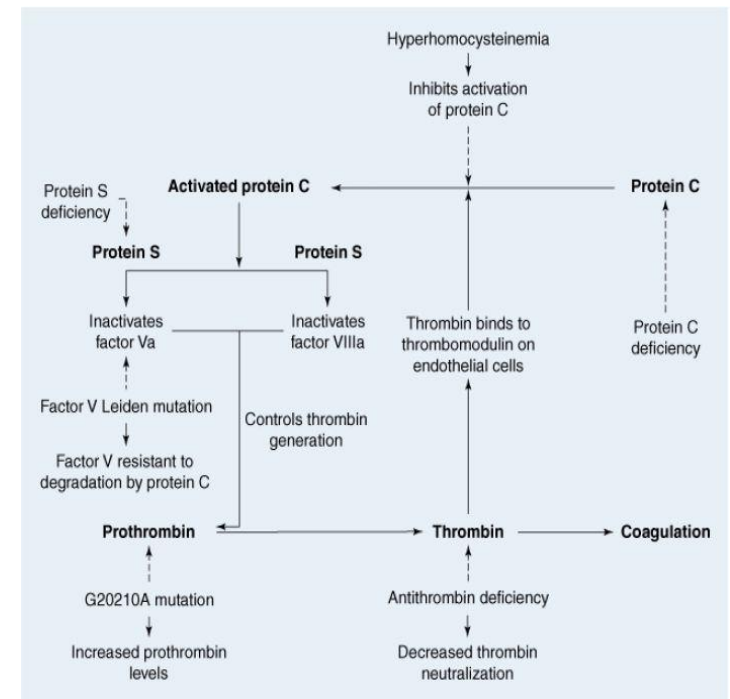 Hyperhomocysteinemia
Inhibits activation
of protein C
Protein S
deficiency
Activated protein C
Protein C
Protein S
Protein S
Inactivates
factor Va
Inactivates
factor VIIIa
Thrombin binds to
thrombomodulin on
endothelial cells
Protein C
deficiency
Factor V Leiden mutation
Controls thrombin
generation
Factor V resistant to
degradation by protein C
Prothrombin
Thrombin
Coagulation
G20210A mutation
Antithrombin deficiency
Increased prothrombin
levels
Decreased thrombin
neutralization